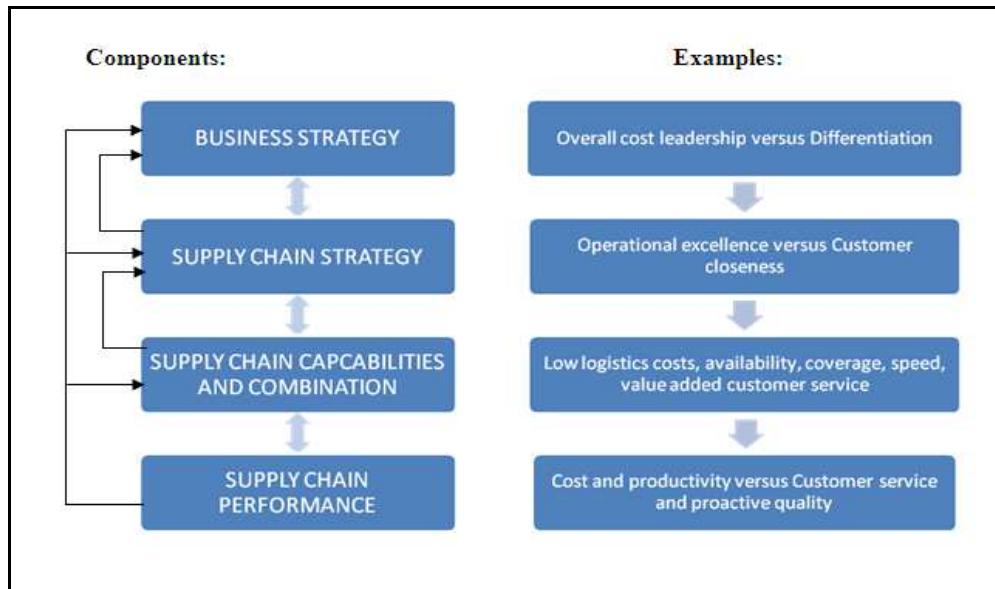 Components:
Examples:
BUSINESS STRATEGY
Overall cost leadership versus Differentiation
SUPPLY CHAIN STRATEGY
Operational excellence versus Customer
closeness
SUPPLY CHAIN CAPCABILITIES
AND COMBINATION
Low logistics costs, availability, coverage, speed,
value added customer service
SUPPLY CHAIN
PERFORMANCE
Cost and productivity versus Customer service
and proactive quality